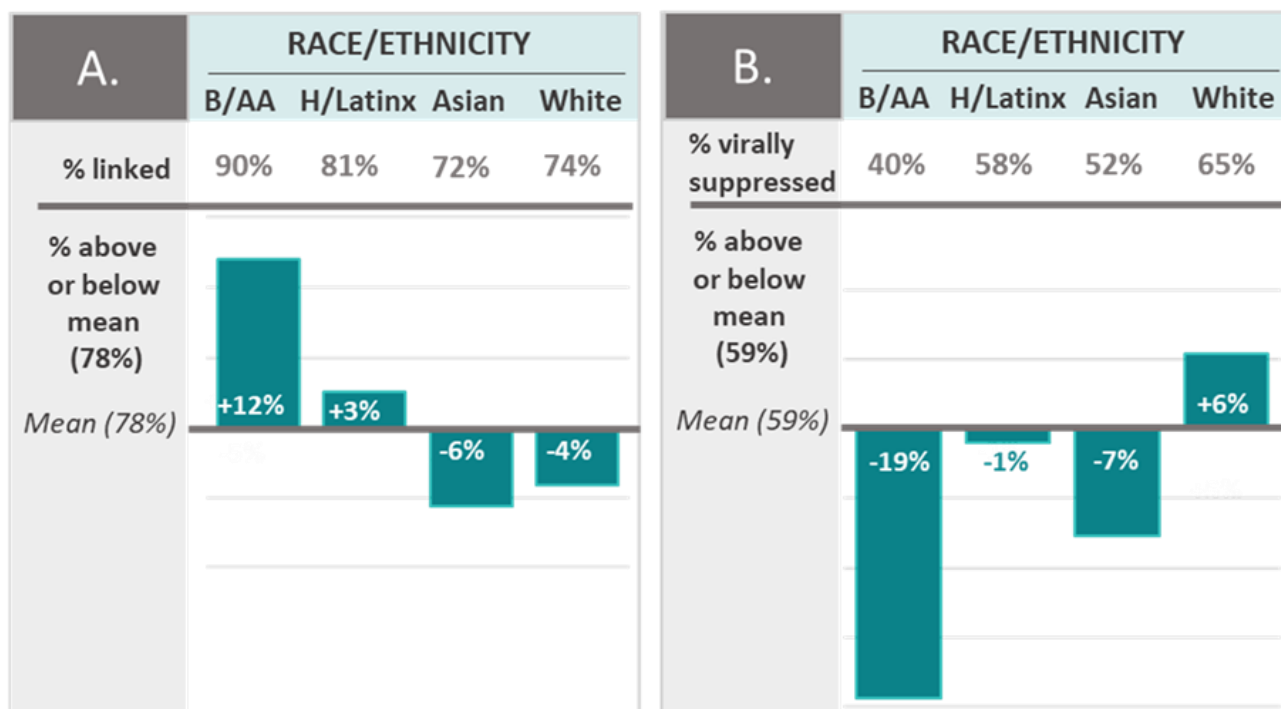 A.
RACE/ETHNICITY
B/AA H/Latinx Asian White
% linked 90% 81% 72% 74%
% above
or below
mean
(78%)
Mean (78%)
+12% +3% -6% -4%
B.
RACE/ETHNICITY
B/AA H/Latinx Asian White
% virally
suppressed 40% 58% 52% 65%
% above
or below
mean
(59%)
Mean (59%)
-19% -1% -7% +6%